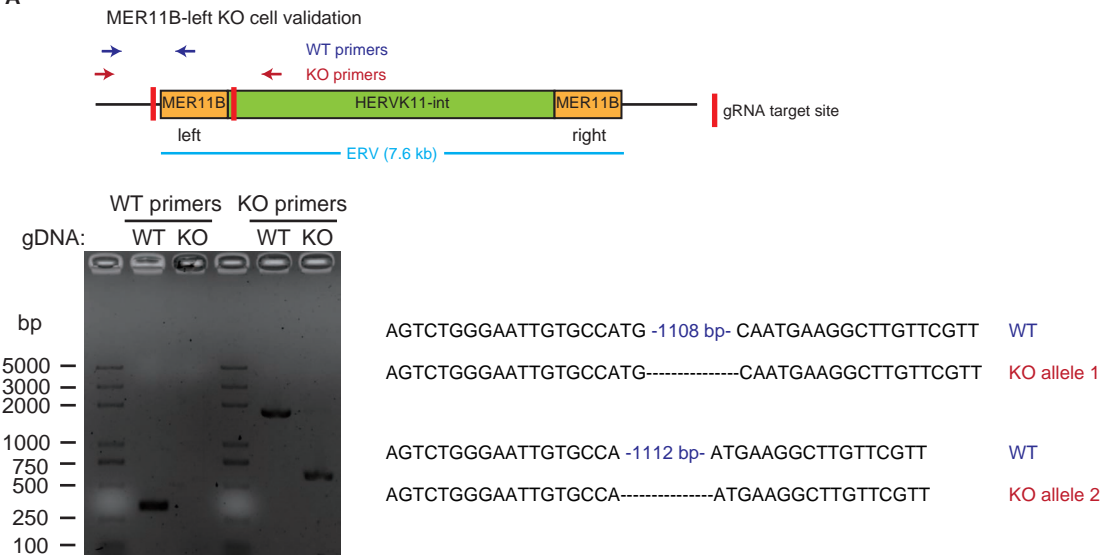 A
MER11B-left KO cell validation
WT primers
KO primers
MER11B HERVK11-int MER11B
gRNA target site
left right
ERV (7.6 kb)
WT primers KO primers
gDNA: WT KO WT KO
bp
5000
3000
2000
1000
750
500
250
100
AGTCTGGGAATTGTGCCATG -1108 bp- CAATGAAGGCTTGTTCGTT WT
AGTCTGGGAATTGTGCCATG---------------CAATGAAGGCTTGTTCGTT KO allele 1
AGTCTGGGAATTGTGCCA -1112 bp- ATGAAGGCTTGTTCGTT WT
AGTCTGGGAATTGTGCCA---------------ATGAAGGCTTGTTCGTT KO allele 2